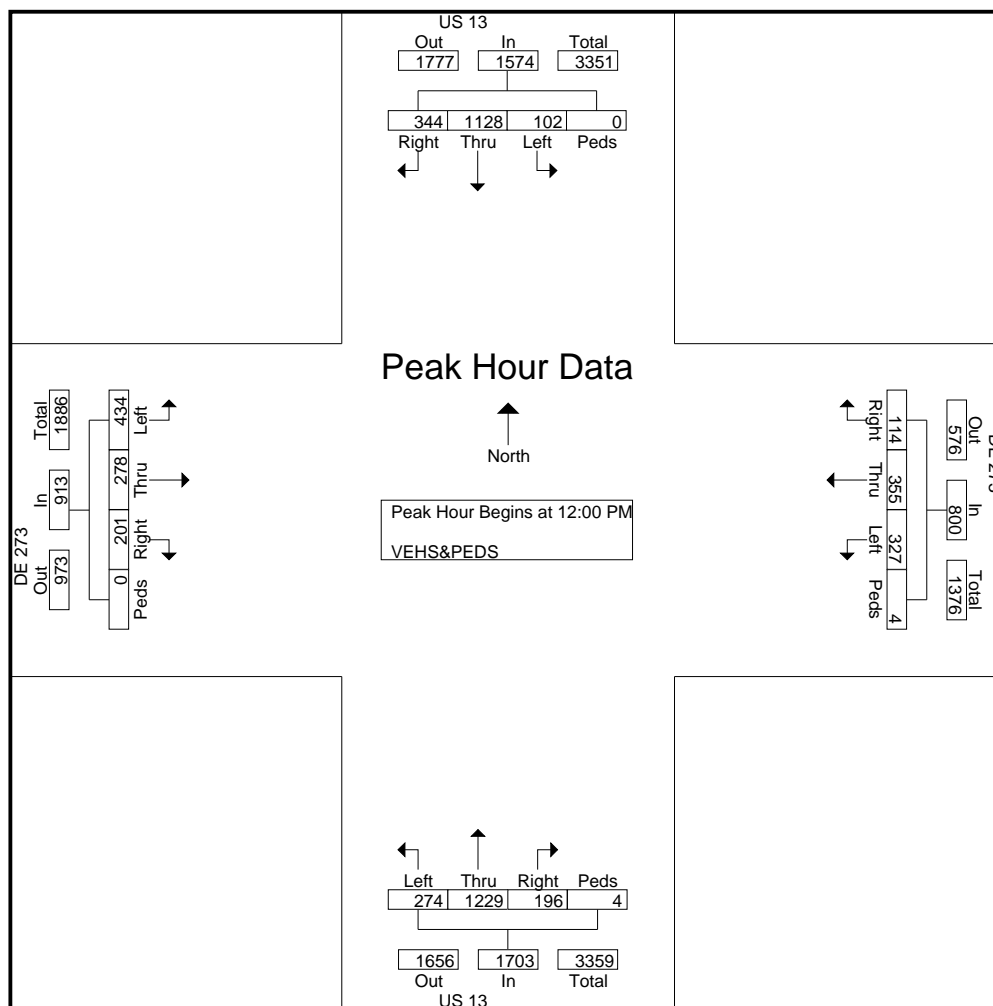 US 13
Out In Total
1777 1574 3351
344 1128 102 0
Right Thru Left Peds
Peak Hour Data
North
Peak Hour Begins at 12:00 PM
VEHS&PEDS
DE 273
Total In Out
1886 913 973
434 278 201 0
Left Thru Right Peds
Right Thru Left Peds
114 355 327 4
576 800 1376
Out In Total
Left Thru Right Peds
274 1229 196 4
1656 1703 3359
Out In Total
US 13